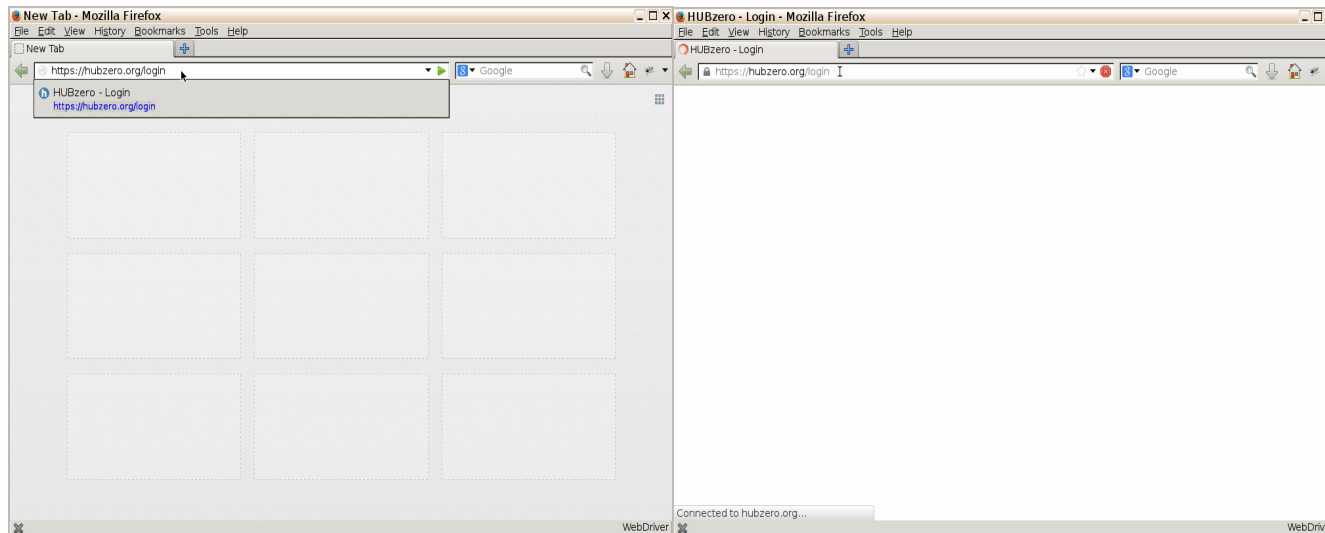 New Tab - Mozilla Firefox
File Edit View History Bookmarks Tools Help
New Tab
https://hubzero.org/login
Google
HUBzero - Login
https://hubzero.org/login
WebDriver
HUBzero - Login - Mozilla Firefox
File Edit View History Bookmarks Tools Help
HUBzero - Login
https://hubzero.org/login
Google
Connected to hubzero.org...
WebDriv